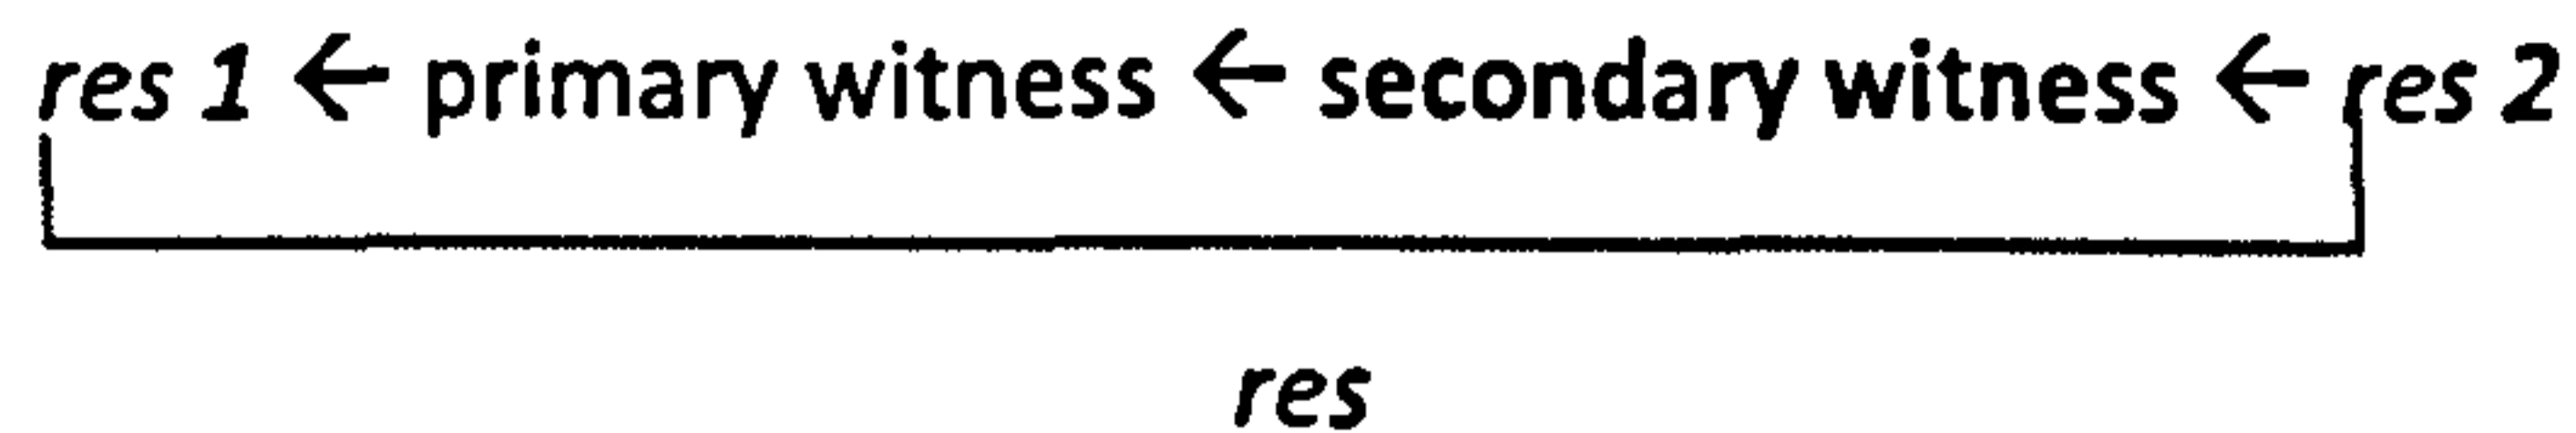 res 1 ← primary witness ← secondary witness ← res 2
res